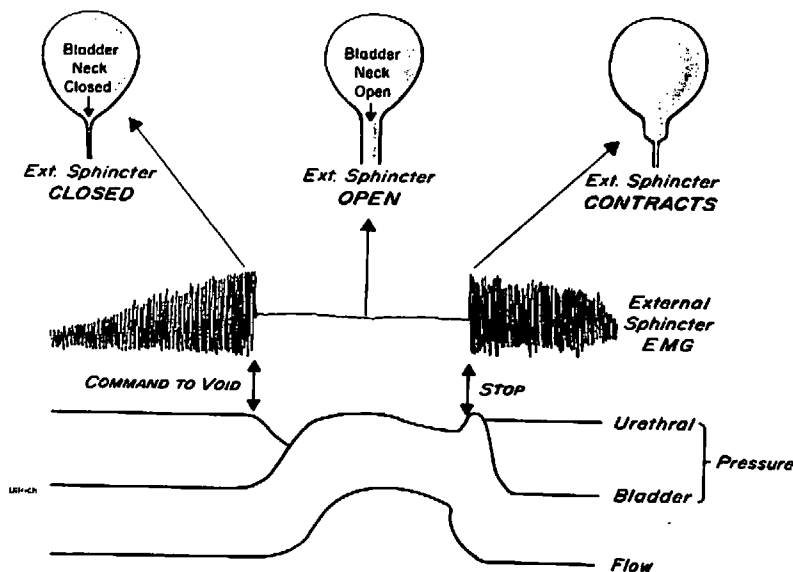 Bladder
Neck
Closed
Bladder
Neck
Open
Ext. Sphincter
CLOSED
Ext. Sphincter
OPEN
Ext. Sphincter
CONTRACTS
External
Sphincter
EMG
COMMAND TO VOID
STOP
Urethral
Pressure
Bladder
Flow